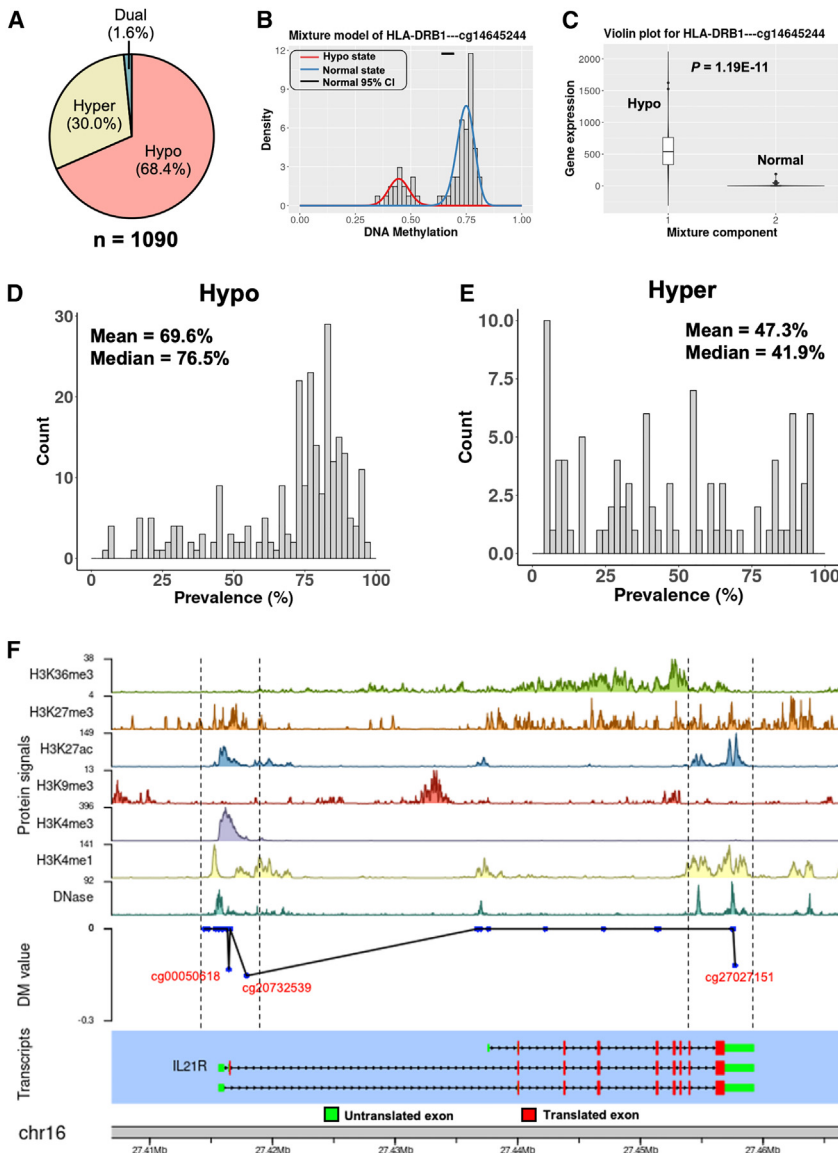 A
Dual
(1.6%)
Hyper
(30.0%)
Hypo
(68.4%)
n = 1090
B
Mixture model of HLA-DRB1---cg14645244
Hypo state
Normal state
Normal 95% CI
12
9
6
3
0
Density
0.00 0.25 0.50 0.75 1.00
DNA Methylation
C
Violin plot for HLA-DRB1---cg14645244
P = 1.19E-11
Hypo
Normal
2000
1500
1000
500
0
Gene expression
1 2
Mixture component
D
Hypo
Mean = 69.6%
Median = 76.5%
30
20
10
0
Count
0 25 50 75 100
Prevalence (%)
E
Hyper
Mean = 47.3%
Median = 41.9%
10.0
7.5
5.0
2.5
0.0
Count
0 25 50 75 100
Prevalence (%)
F
Protein signals
38
H3K36me3
4
H3K27me3
149
H3K27ac
13
H3K9me3
396
H3K4me3
141
H3K4me1
92
DNase
DM value
0
-0.3
cg00050618
cg20732539
cg27027151
Transcripts
IL21R
Untranslated exon
Translated exon
chr16
27.41Mb 27.42Mb 27.43Mb 27.44Mb 27.45Mb 27.46Mb